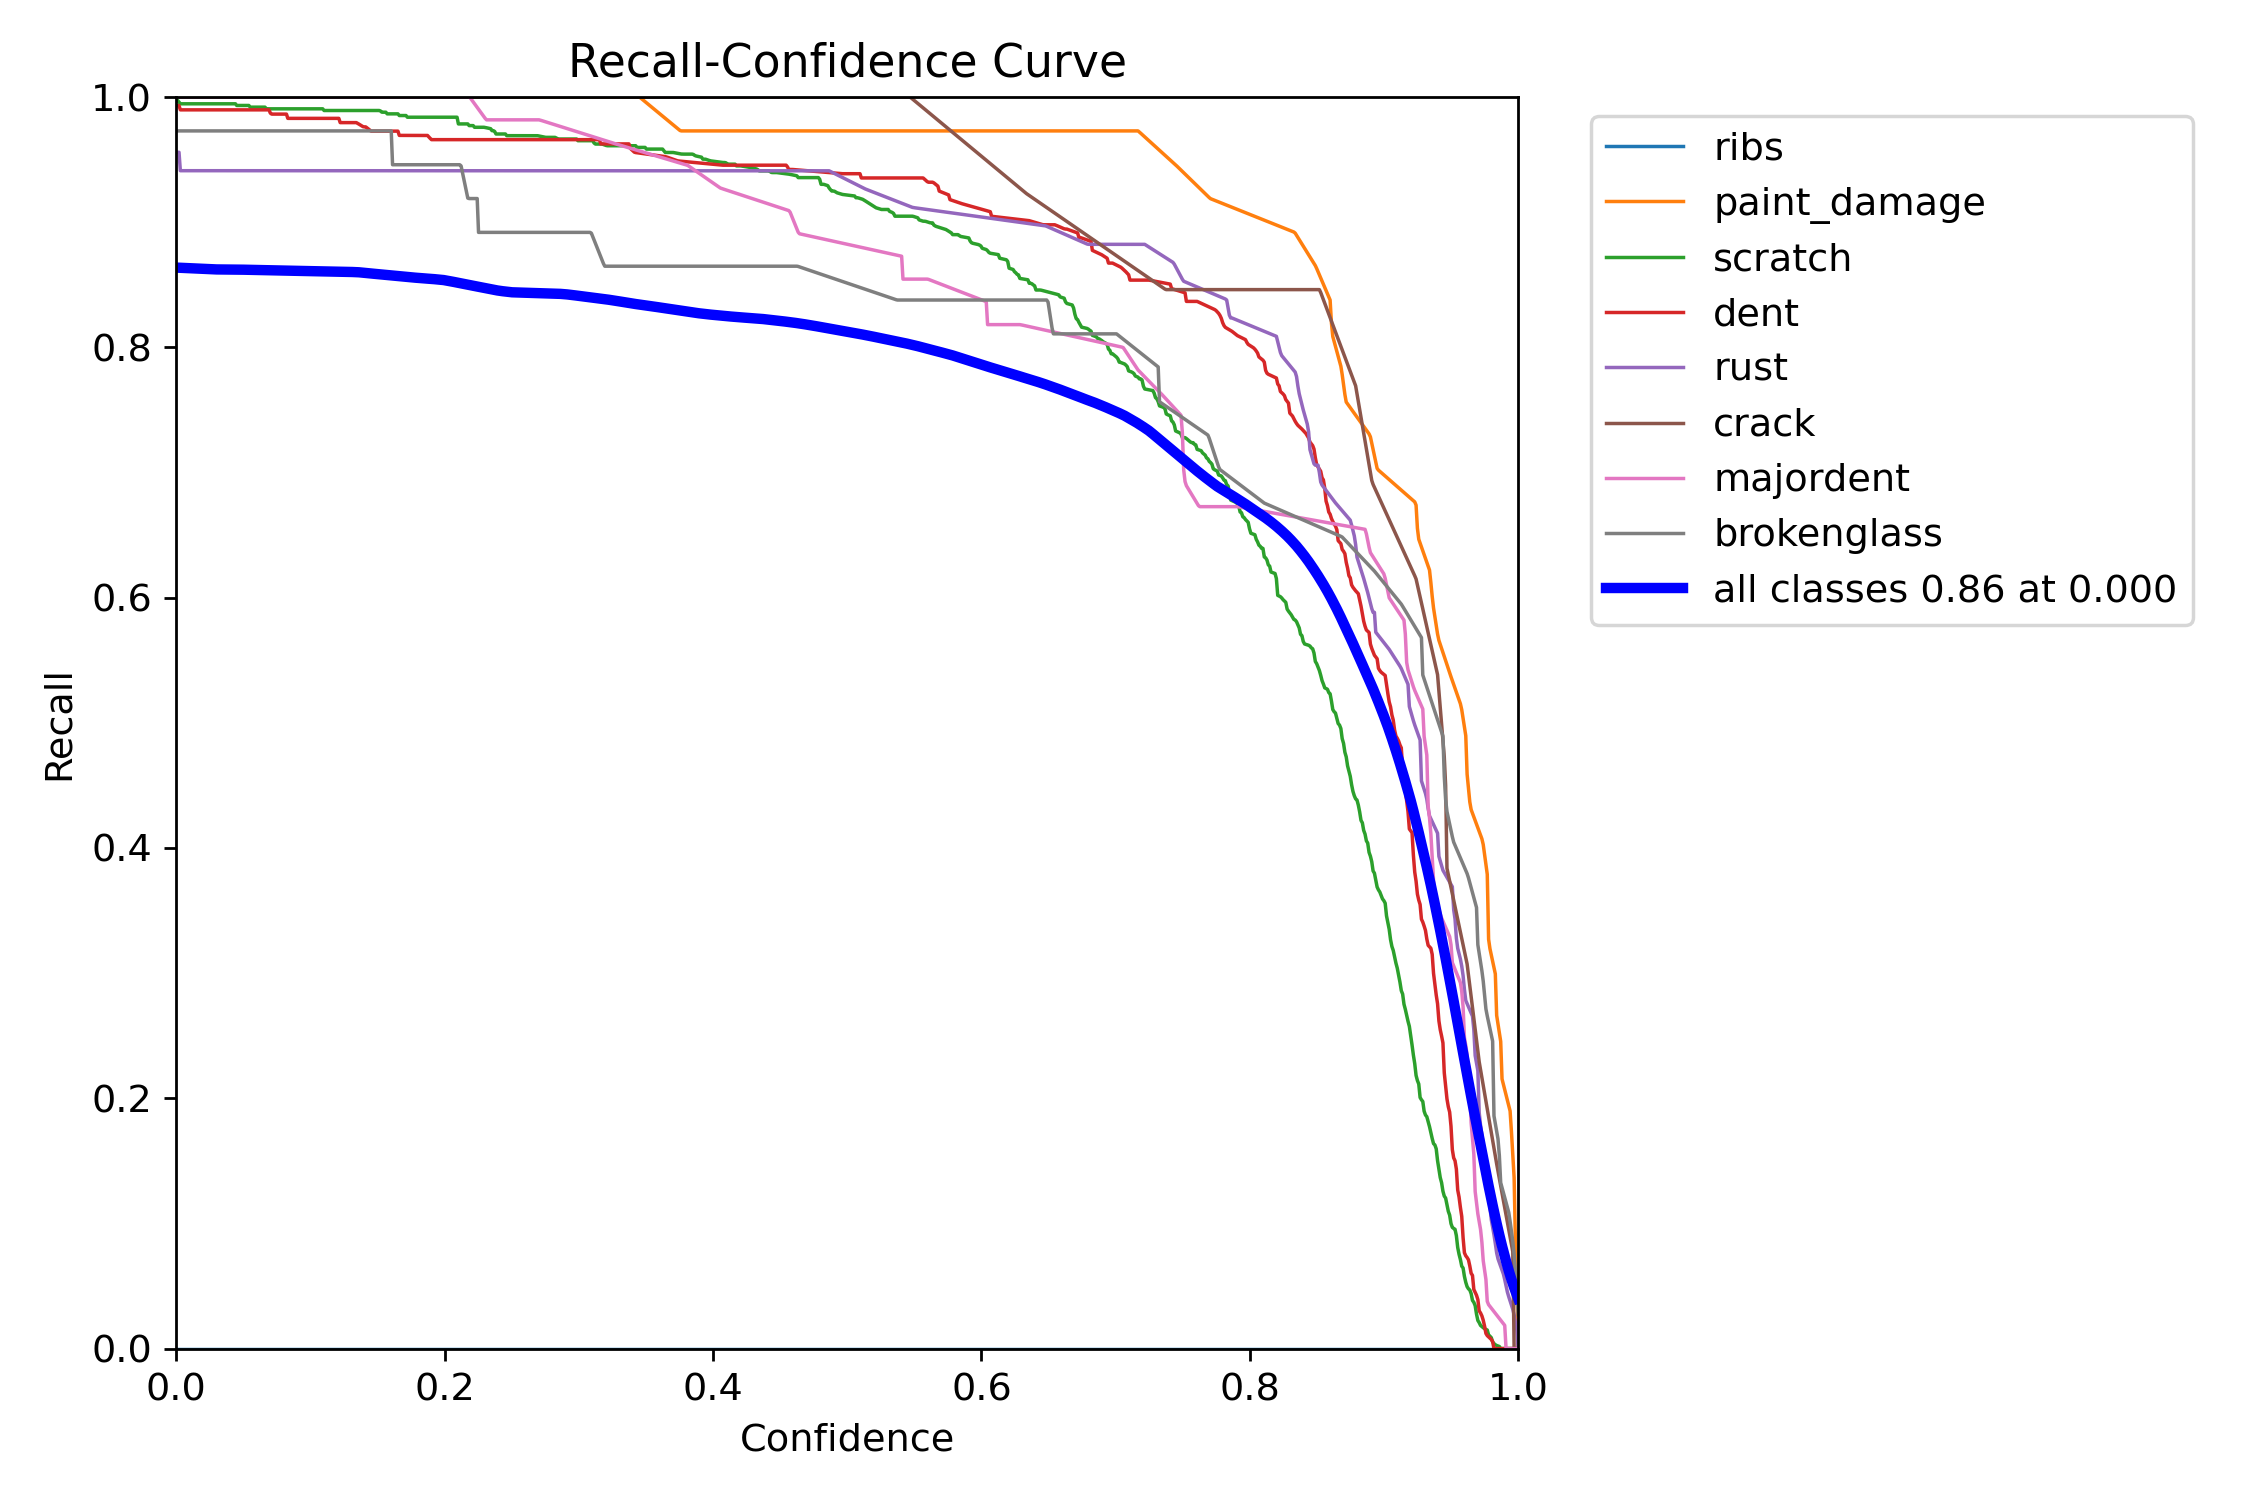 Recall-Confidence Curve
1.0
0.8
0.6
0.4
0.2
0.0
Recall
0.0 0.2 0.4 0.6 0.8 1.0
Confidence
ribs
paint_damage
scratch
dent
rust
crack
majordent
brokenglass
all classes 0.86 at 0.000